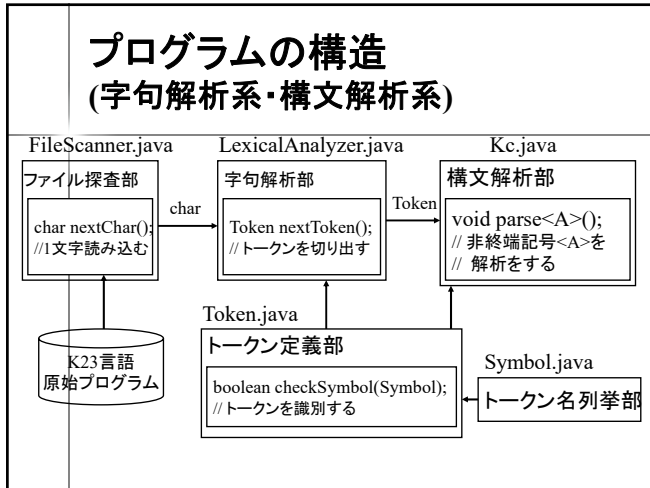 プログラムの構造
(字句解析系・構文解析系)
FileScanner.java
ファイル探査部
char nextChar();
//1文字読み込む
char
LexicalAnalyzer.java
字句解析部
Token nextToken();
//トークンを切り出す
Token
Kc.java
構文解析部
void parse<A>();
// 非終端記号<A>を
// 解析をする
K23言語
原始プログラム
Token.java
トークン定義部
boolean checkSymbol(Symbol);
//トークンを識別する
Symbol.java
トークン名列挙部